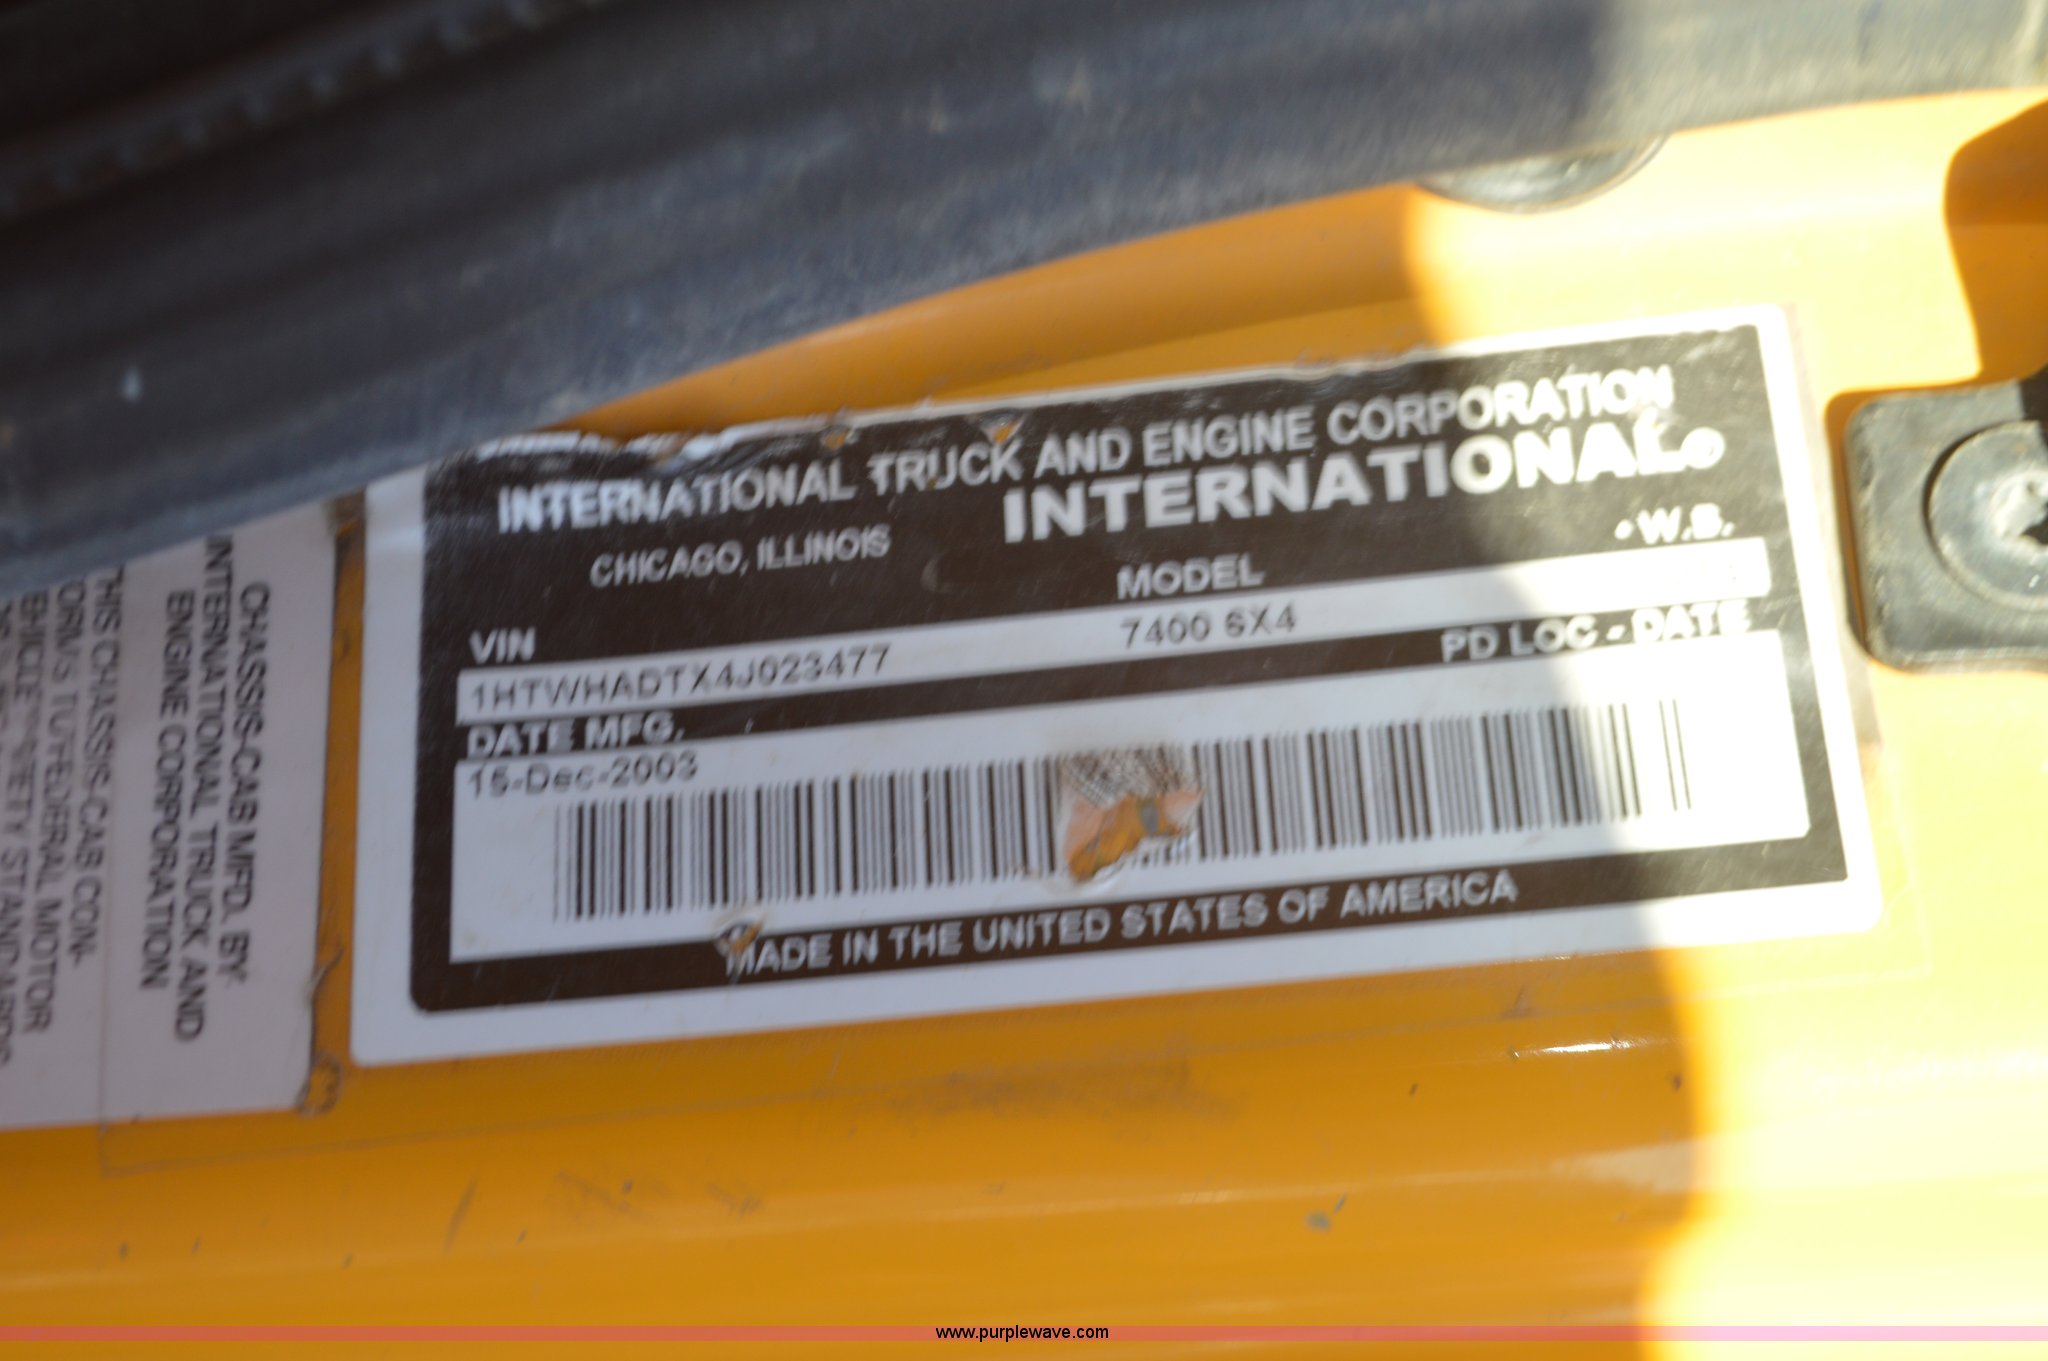 INTERNATIONAL TRUCK AND ENGINE CORPORATION
CHICAGO, ILLINOIS
INTERNATIONAL®
W.B.
VIN
MODEL
1HTWHADTX4J023477
7400 6X4
DATE MFG.
PD LOC - DATE
15-Dec-2003
MADE IN THE UNITED STATES OF AMERICA
CHASSIS-CAB MFD. BY
INTERNATIONAL TRUCK AND
ENGINE CORPORATION
THIS CHASSIS-CAB CON-
FEDERAL MOTOR
www.purplewave.com